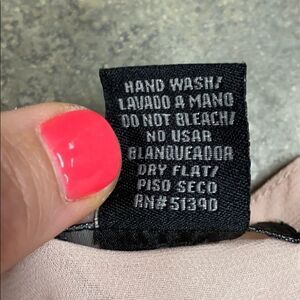 HAND WASH/
LAVADO A MANO
DO NOT BLEACH/
NO USAR
BLANQUEADOR
DRY FLAT/
PISO SECO
RN#51390